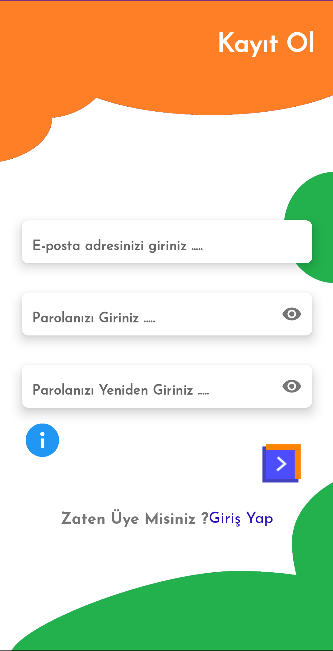 Kayıt Ol
E-posta adresinizi giriniz .....
Parolanızı Giriniz .....
Parolanızı Yeniden Giriniz .....
Zaten Üye Misiniz ?Giriş Yap